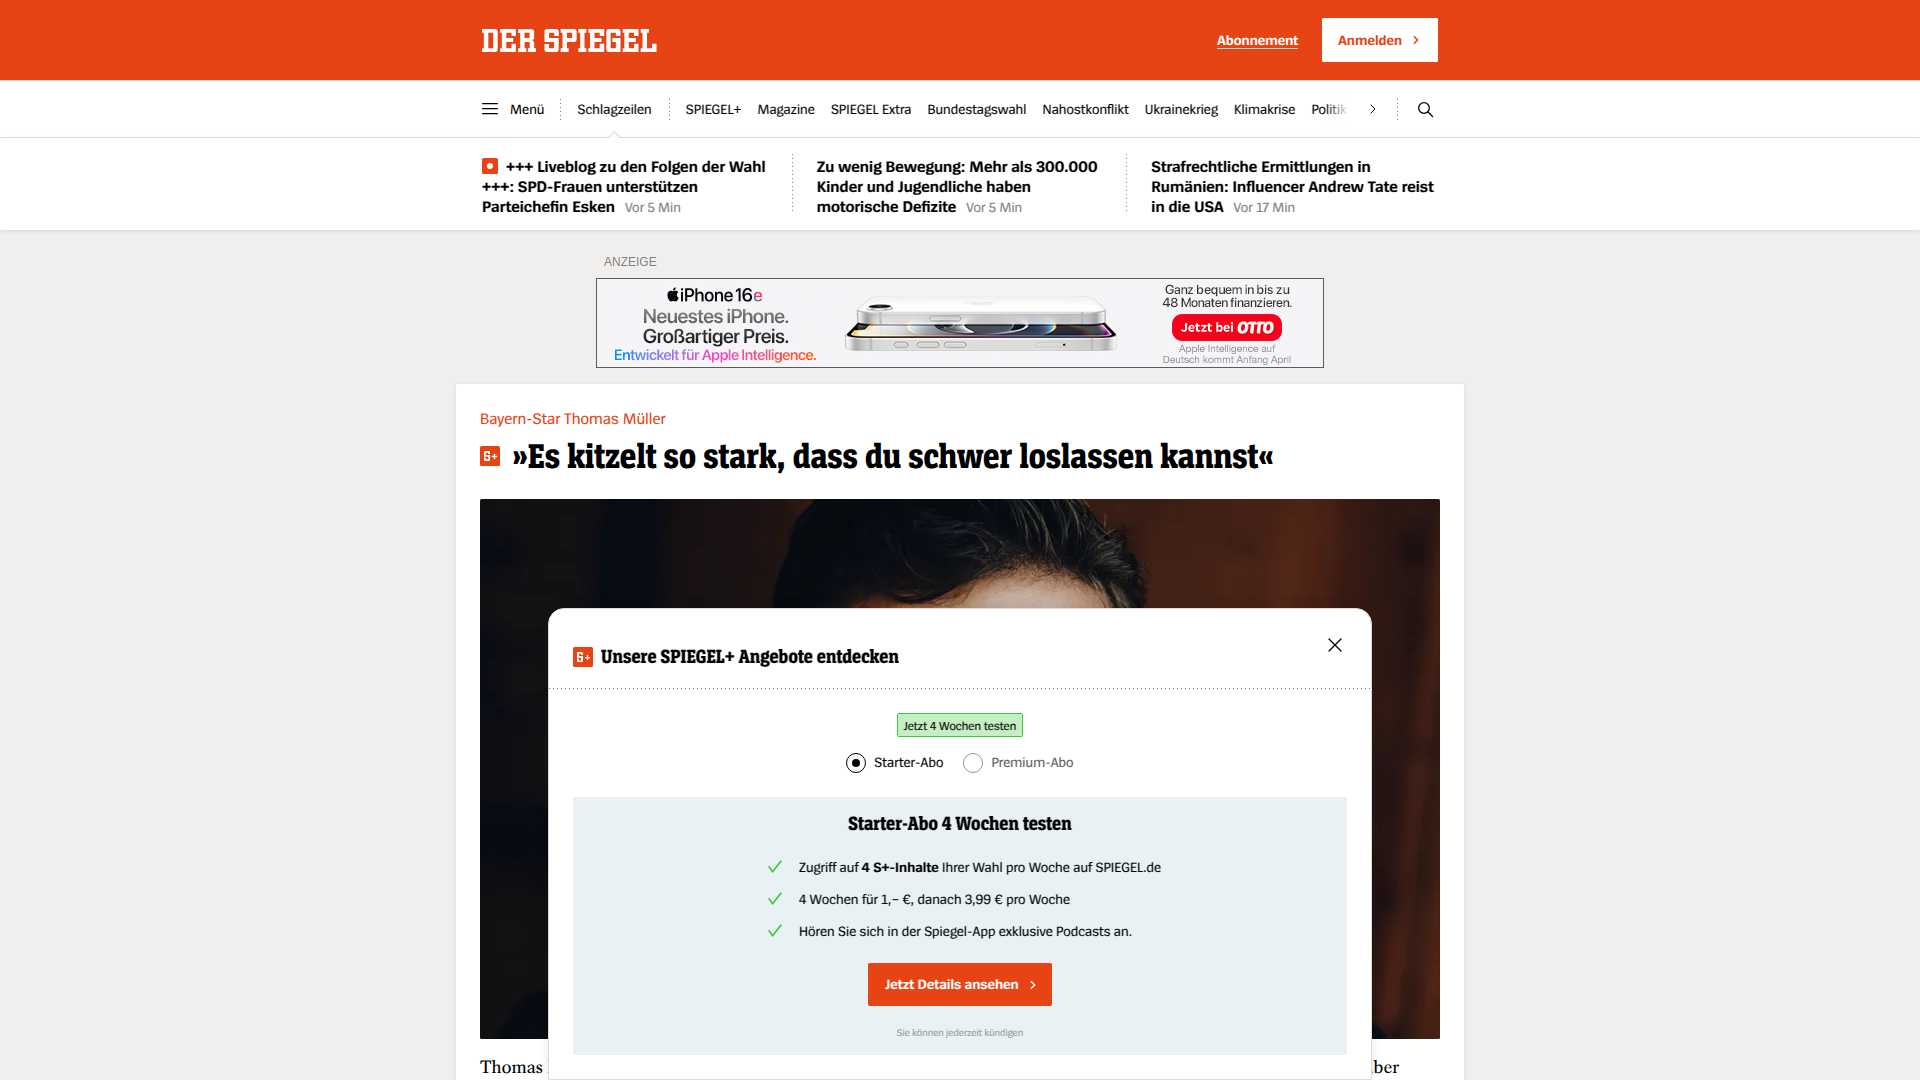 DER SPIEGEL
Abonnement
Anmelden
Menü
Schlagzeilen
SPIEGEL+
Magazine
SPIEGEL Extra
Bundestagswahl
Nahostkonflikt
Ukrainekrieg
Klimakrise
Politik
+++ Liveblog zu den Folgen der Wahl
+++: SPD-Frauen unterstützen
Parteichefin Esken Vor 5 Min
Zu wenig Bewegung: Mehr als 300.000
Kinder und Jugendliche haben
motorische Defizite Vor 5 Min
Strafrechtliche Ermittlungen in
Rumänien: Influencer Andrew Tate reist
in die USA Vor 17 Min
ANZEIGE
iPhone 16e
Neuestes iPhone.
Großartiger Preis.
Entwickelt für Apple Intelligence.
Ganz bequem in bis zu
48 Monaten finanzieren.
Jetzt bei OTTO
Apple Intelligence auf
Deutsch kommt Anfang April
Bayern-Star Thomas Müller
S+ »Es kitzelt so stark, dass du schwer loslassen kannst«
S+ Unsere SPIEGEL+ Angebote entdecken
Jetzt 4 Wochen testen
Starter-Abo
Premium-Abo
Starter-Abo 4 Wochen testen
Zugriff auf 4 S+-Inhalte Ihrer Wahl pro Woche auf SPIEGEL.de
4 Wochen für 1,– €, danach 3,99 € pro Woche
Hören Sie sich in der Spiegel-App exklusive Podcasts an.
Jetzt Details ansehen
Sie können jederzeit kündigen
Thomas